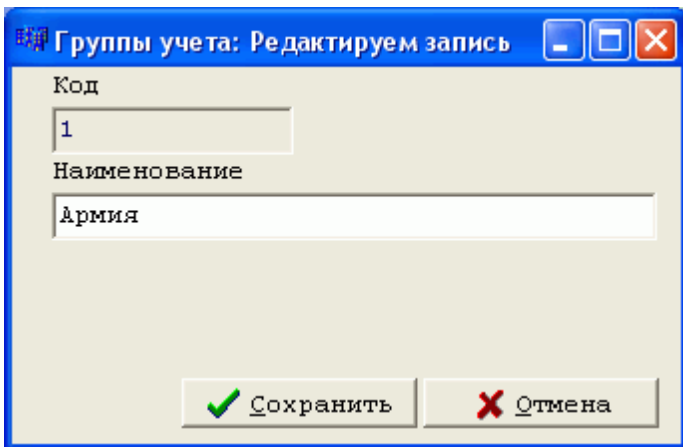 Группы учета: Редактируем запись
Код
1
Наименование
Армия
Сохранить Отмена